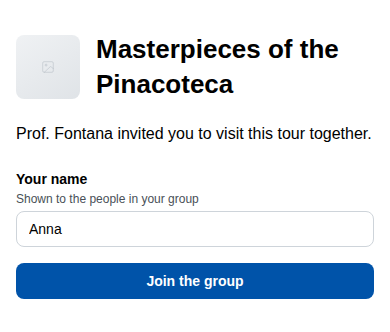 Masterpieces of the
Pinacoteca
Prof. Fontana invited you to visit this tour together.
Your name
Shown to the people in your group
Anna
Join the group